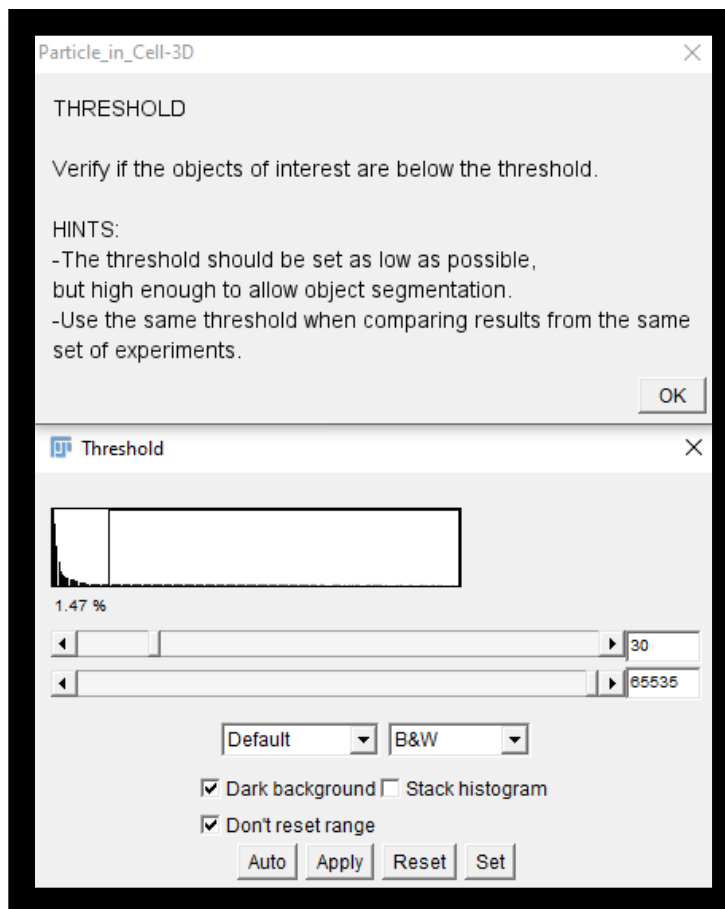 Particle_in_Cell-3D
THRESHOLD
Verify if the objects of interest are below the threshold.
HINTS:
-The threshold should be set as low as possible,
but high enough to allow object segmentation.
-Use the same threshold when comparing results from the same
set of experiments.
OK
Threshold
1.47 %
30
65535
Default B&W
Dark background Stack histogram
Don't reset range
Auto Apply Reset Set